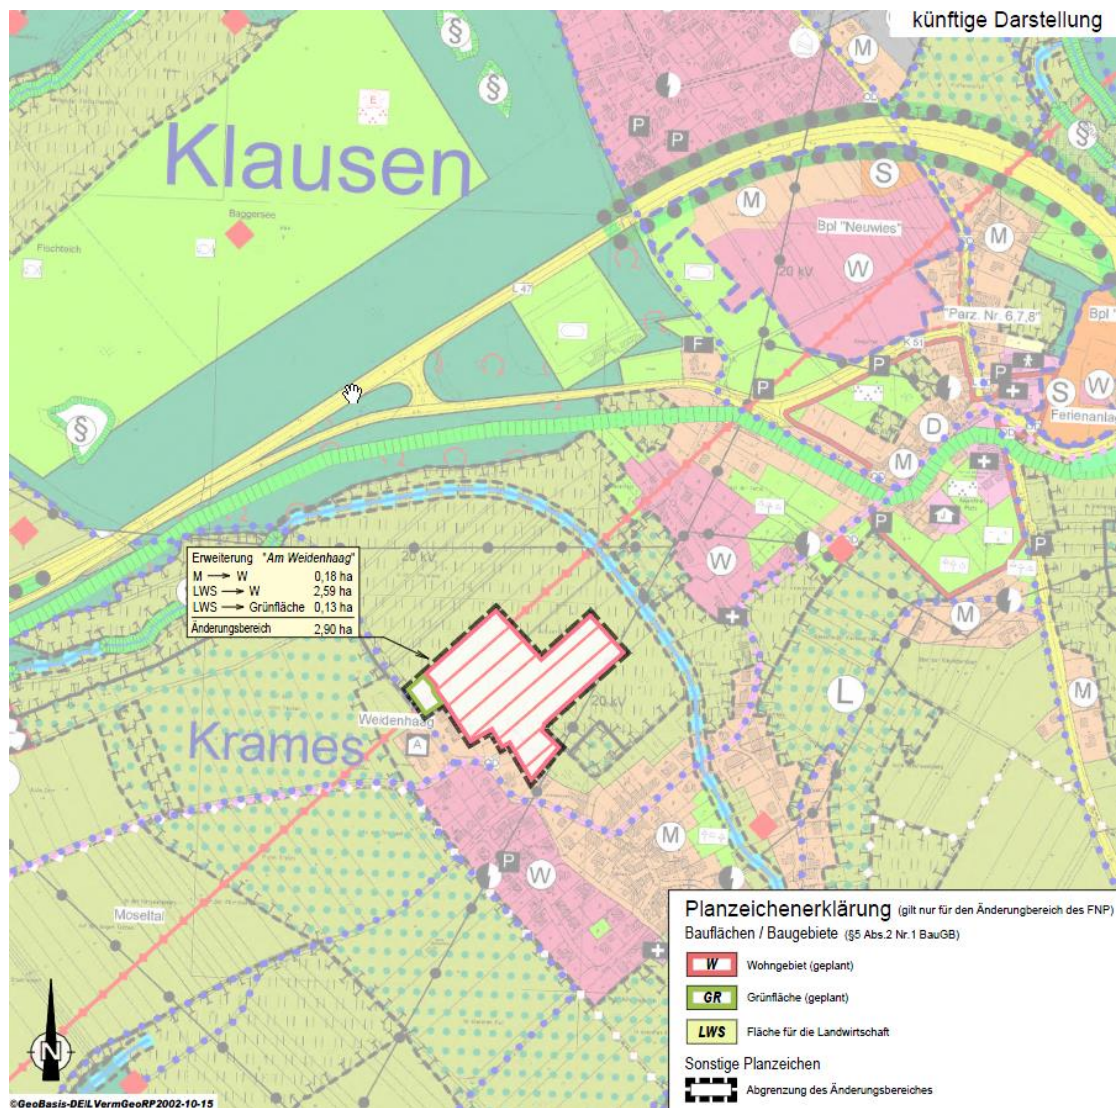 künftige Darstellung
§
M
§
E
P
P
§
Klausen
S
M
Baggersee
Bpl "Neuwies"
M
Fischteich
20 kV
W
L 47
"Parz. Nr. 6,7,8"
Bpl "
F
K 51
P
P
P
S
W
§
D
Ferienanlag
M
J
P
P
W
Erweiterung "Am Weidenhaag"
M → W 0,18 ha
LWS → W 2,59 ha
LWS → Grünfläche 0,13 ha
Änderungsbereich 2,90 ha
20 kV
M
L
M
20 kV
Weidenhaag
Krames
A
M
P
W
Moseltal
Planzeichenerklärung (gilt nur für den Änderungbereich des FNP)
Bauflächen / Baugebiete (§5 Abs.2 Nr.1 BauGB)
W Wohngebiet (geplant)
GR Grünfläche (geplant)
LWS Fläche für die Landwirtschaft
Sonstige Planzeichen
Abgrenzung des Änderungsbereiches
N
©GeoBasis-DE/LVermGeoRP2002-10-15